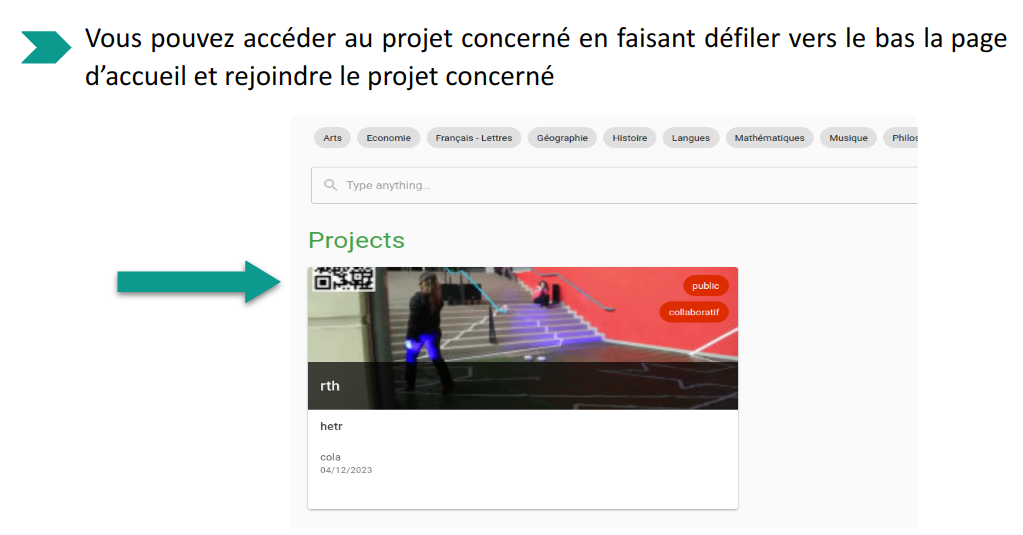 Vous pouvez accéder au projet concerné en faisant défiler vers le bas la page
d’accueil et rejoindre le projet concerné
Arts Economie Français - Lettres Géographie Histoire Langues Mathématiques Musique Philos
Type anything...
Projects
public
collaboratif
rth
hetr
cola
04/12/2023